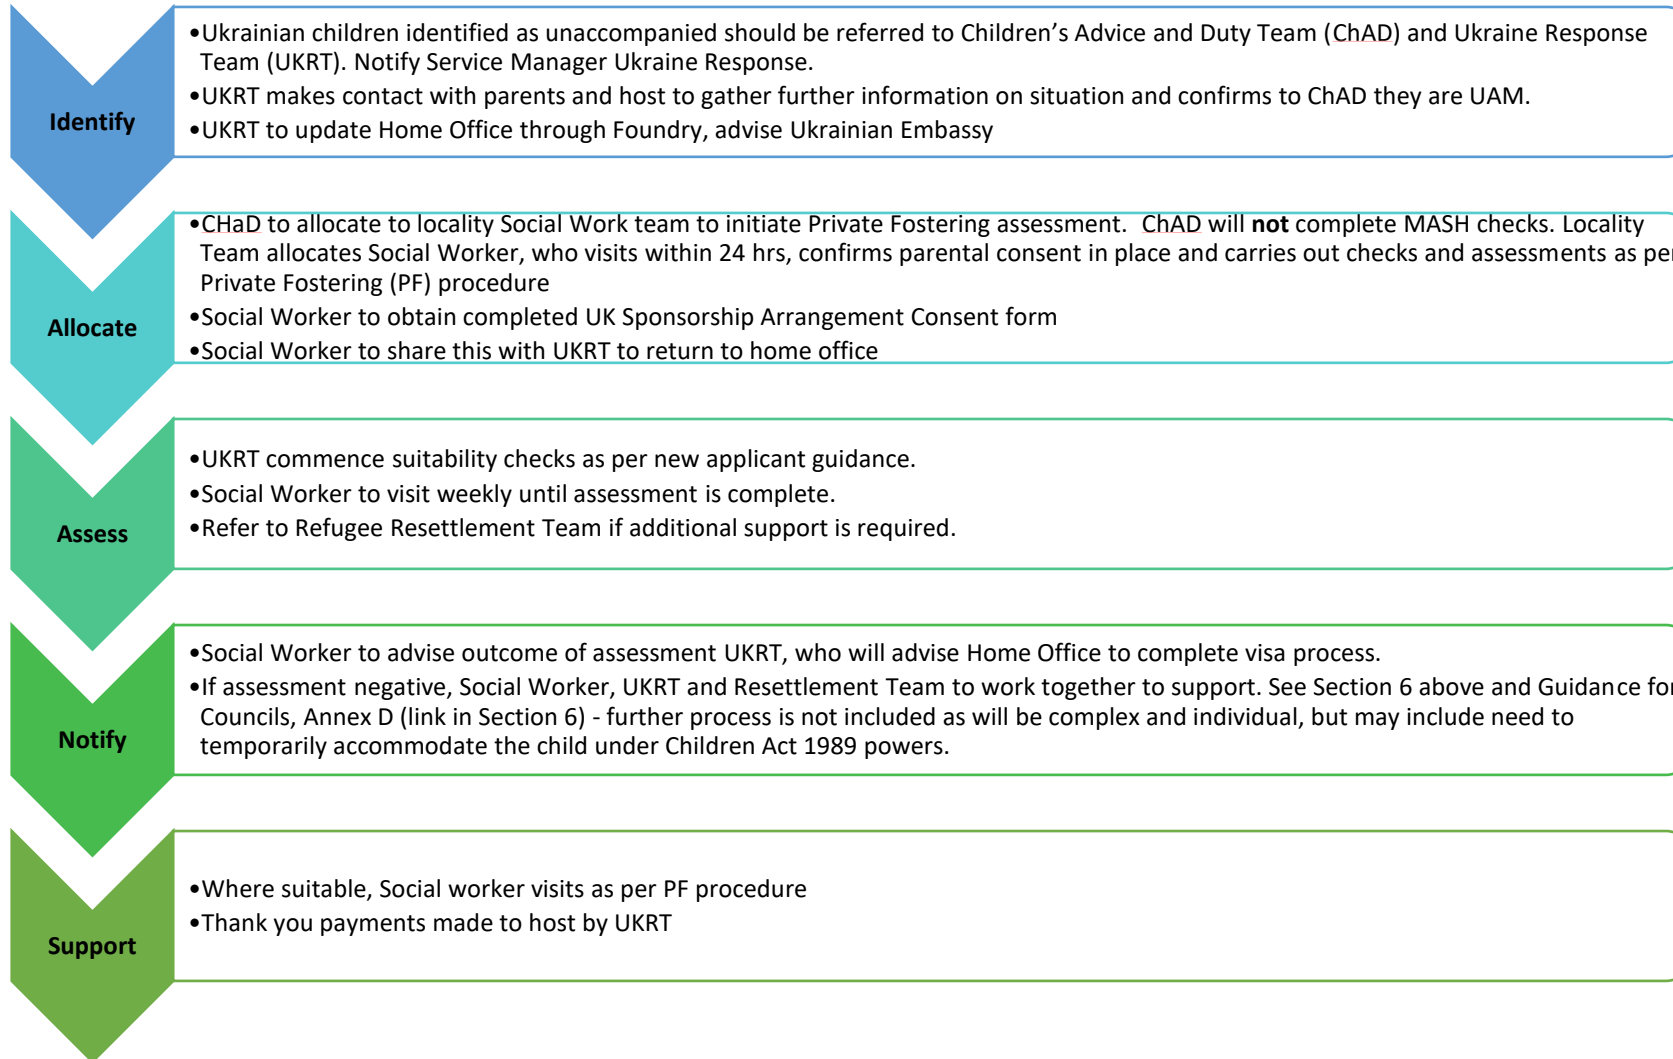 Identify
•Ukrainian children identified as unaccompanied should be referred to Children’s Advice and Duty Team (ChAD) and Ukraine Response
Team (UKRT). Notify Service Manager Ukraine Response.
•UKRT makes contact with parents and host to gather further information on situation and confirms to ChAD they are UAM.
•UKRT to update Home Office through Foundry, advise Ukrainian Embassy
Allocate
•CHaD to allocate to locality Social Work team to initiate Private Fostering assessment.  ChAD will not complete MASH checks. Locality
Team allocates Social Worker, who visits within 24 hrs, confirms parental consent in place and carries out checks and assessments as per
Private Fostering (PF) procedure
•Social Worker to obtain completed UK Sponsorship Arrangement Consent form
•Social Worker to share this with UKRT to return to home office
Assess
•UKRT commence suitability checks as per new applicant guidance.
•Social Worker to visit weekly until assessment is complete.
•Refer to Refugee Resettlement Team if additional support is required.
Notify
•Social Worker to advise outcome of assessment UKRT, who will advise Home Office to complete visa process.
•If assessment negative, Social Worker, UKRT and Resettlement Team to work together to support. See Section 6 above and Guidance for
Councils, Annex D (link in Section 6) - further process is not included as will be complex and individual, but may include need to
temporarily accommodate the child under Children Act 1989 powers.
Support
•Where suitable, Social worker visits as per PF procedure
•Thank you payments made to host by UKRT